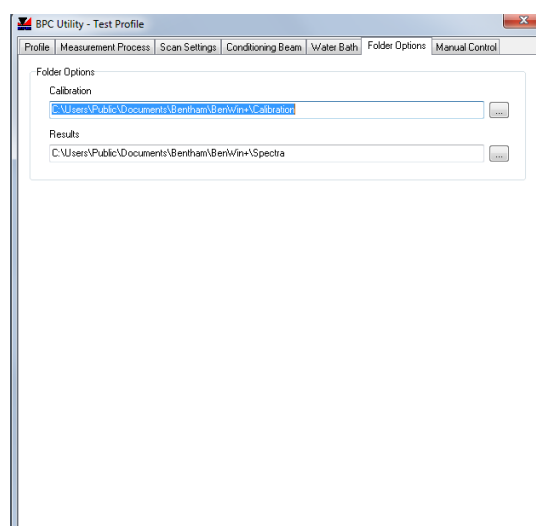 BPC Utility - Test Profile
Profile Measurement Process Scan Settings Conditioning Beam Water Bath Folder Options Manual Control
Folder Options
Calibration
C:\Users\Public\Documents\Bentham\BenWin+\Calibration
...
Results
C:\Users\Public\Documents\Bentham\BenWin+\Spectra
...